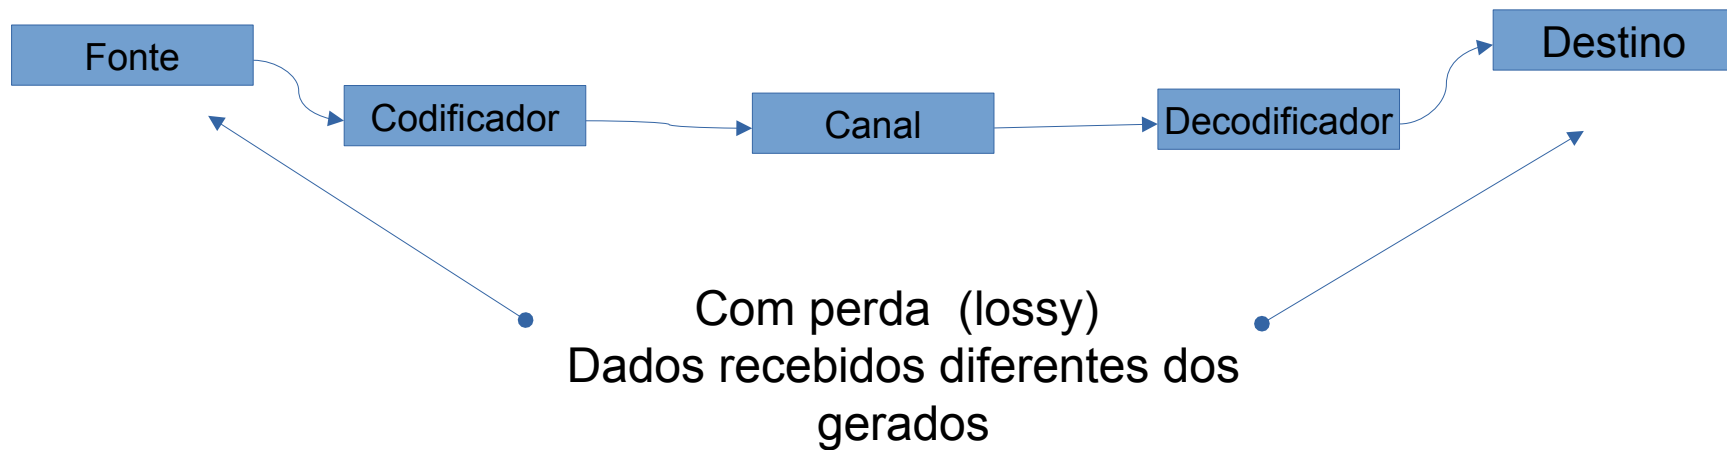 Fonte
Codificador
Canal
Decodificador
Destino
Com perda (lossy)
Dados recebidos diferentes dos
gerados